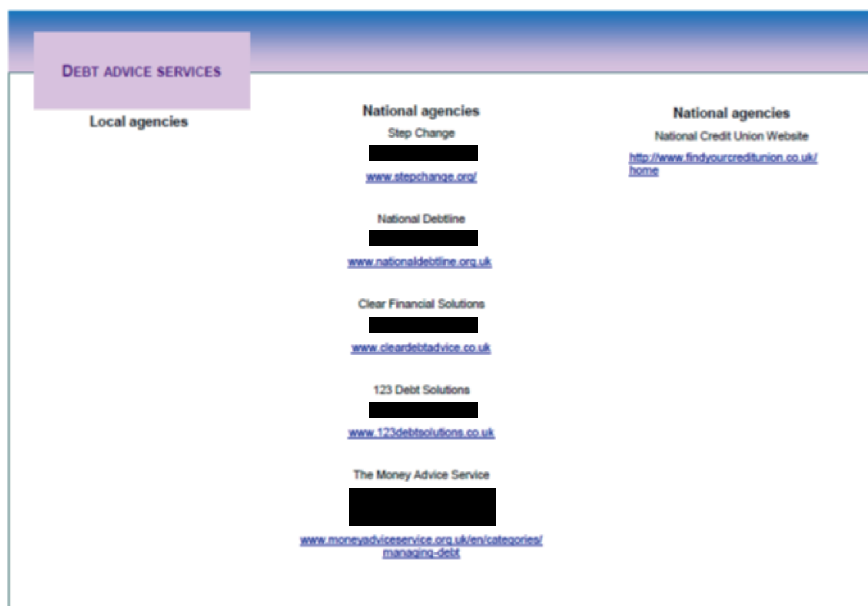 DEBT ADVICE SERVICES
Local agencies
National agencies
Step Change
www.stepchange.org/
National Debtline
www.nationaldebtline.org.uk
Clear Financial Solutions
www.cleardebtadvice.co.uk
123 Debt Solutions
www.123debtsolutions.co.uk
The Money Advice Service
www.moneyadviceservice.org.uk/en/categories/
managing-debt
National agencies
National Credit Union Website
http://www.findyourcreditunion.co.uk/
home